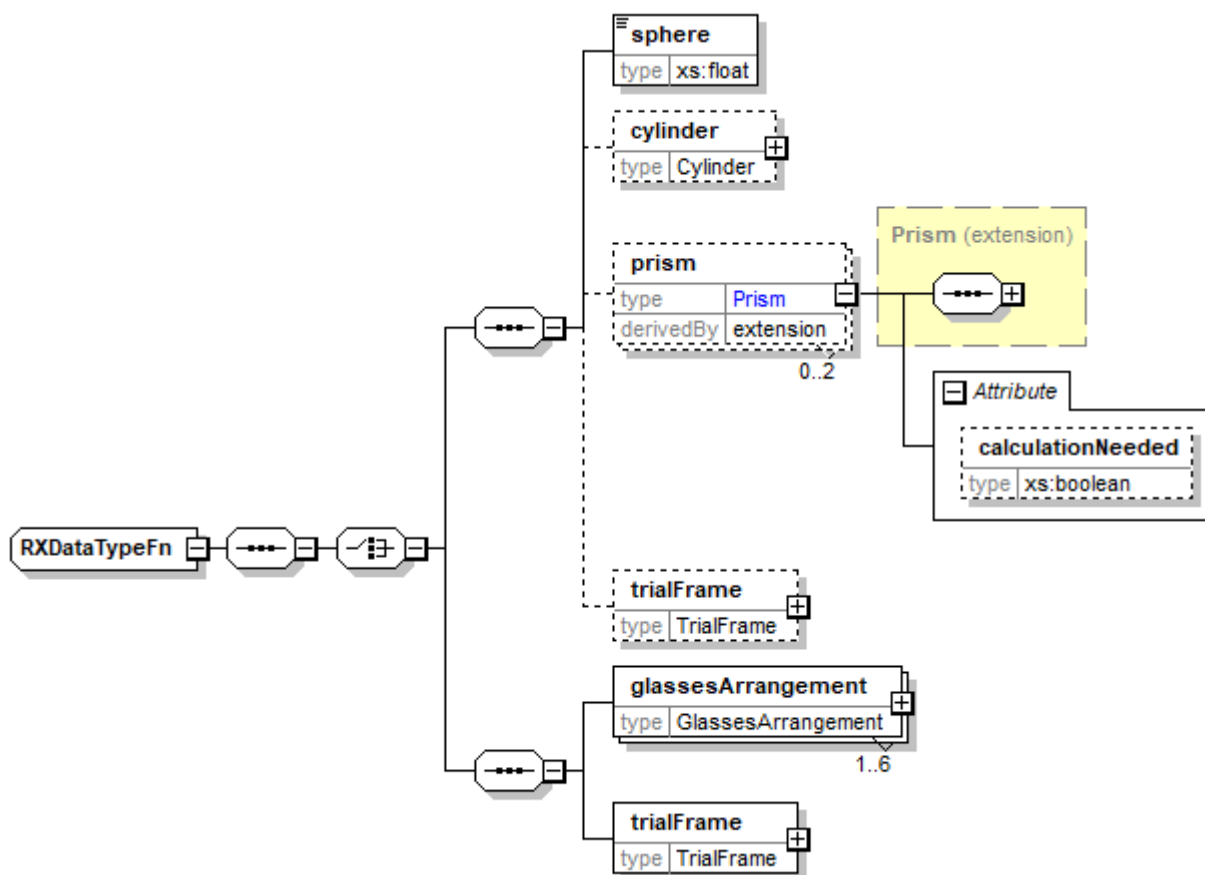 sphere
type xs:float
cylinder
type Cylinder
Prism (extension)
prism
type Prism
derivedBy extension
0..2
Attribute
calculationNeeded
type xs:boolean
RXDataTypeFn
trialFrame
type TrialFrame
glassesArrangement
type GlassesArrangement
1..6
trialFrame
type TrialFrame